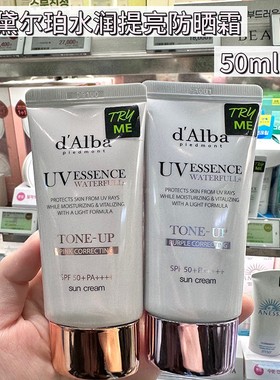 黛尔珀水润提亮防晒霜
50ml
TRY
ME
d'Alba
piedmont
UV ESSENCE
WATERFULL
PROTECTS SKIN FROM UV RAYS
WHILE MOISTURIZING & VITALIZING
WITH A LIGHT FORMULA
TONE-UP
PINK CORRECTING
SPF 50+ PA++++
sun cream
TRY
ME
d'Alba
piedmont
UV ESSENCE
WATERFULL
PROTECTS SKIN FROM UV RAYS
WHILE MOISTURIZING & VITALIZING
WITH A LIGHT FORMULA
TONE-UP
PURPLE CORRECTING
SPF 50+ PA++++
sun cream
ANESSA